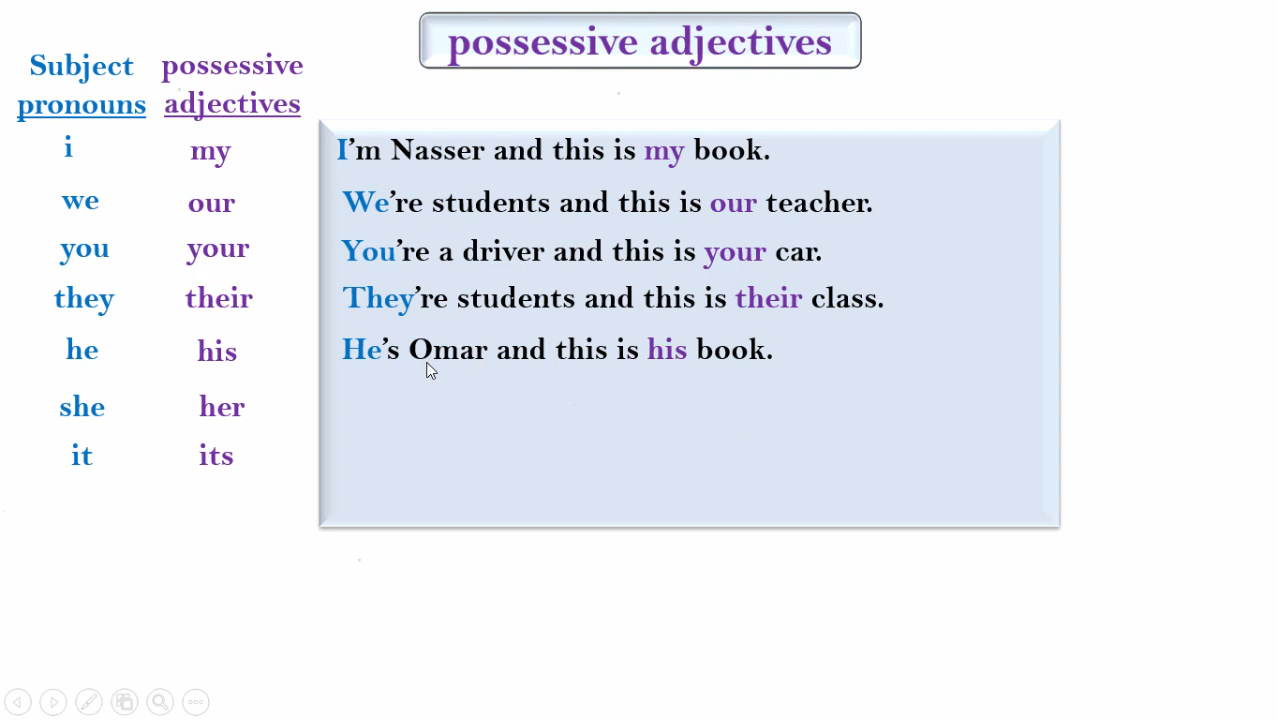 possessive adjectives
Subject possessive
pronouns adjectives
i my
we our
you your
they their
he his
she her
it its
I'm Nasser and this is my book.
We're students and this is our teacher.
You're a driver and this is your car.
They're students and this is their class.
He's Omar and this is his book.